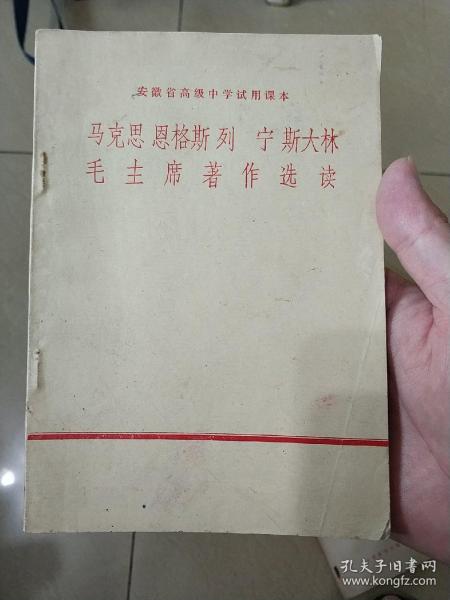 安徽省高级中学试用课本
马克思 恩格斯 列 宁 斯大林
毛主席著作选读
孔夫子旧书网
www.kongfz.com